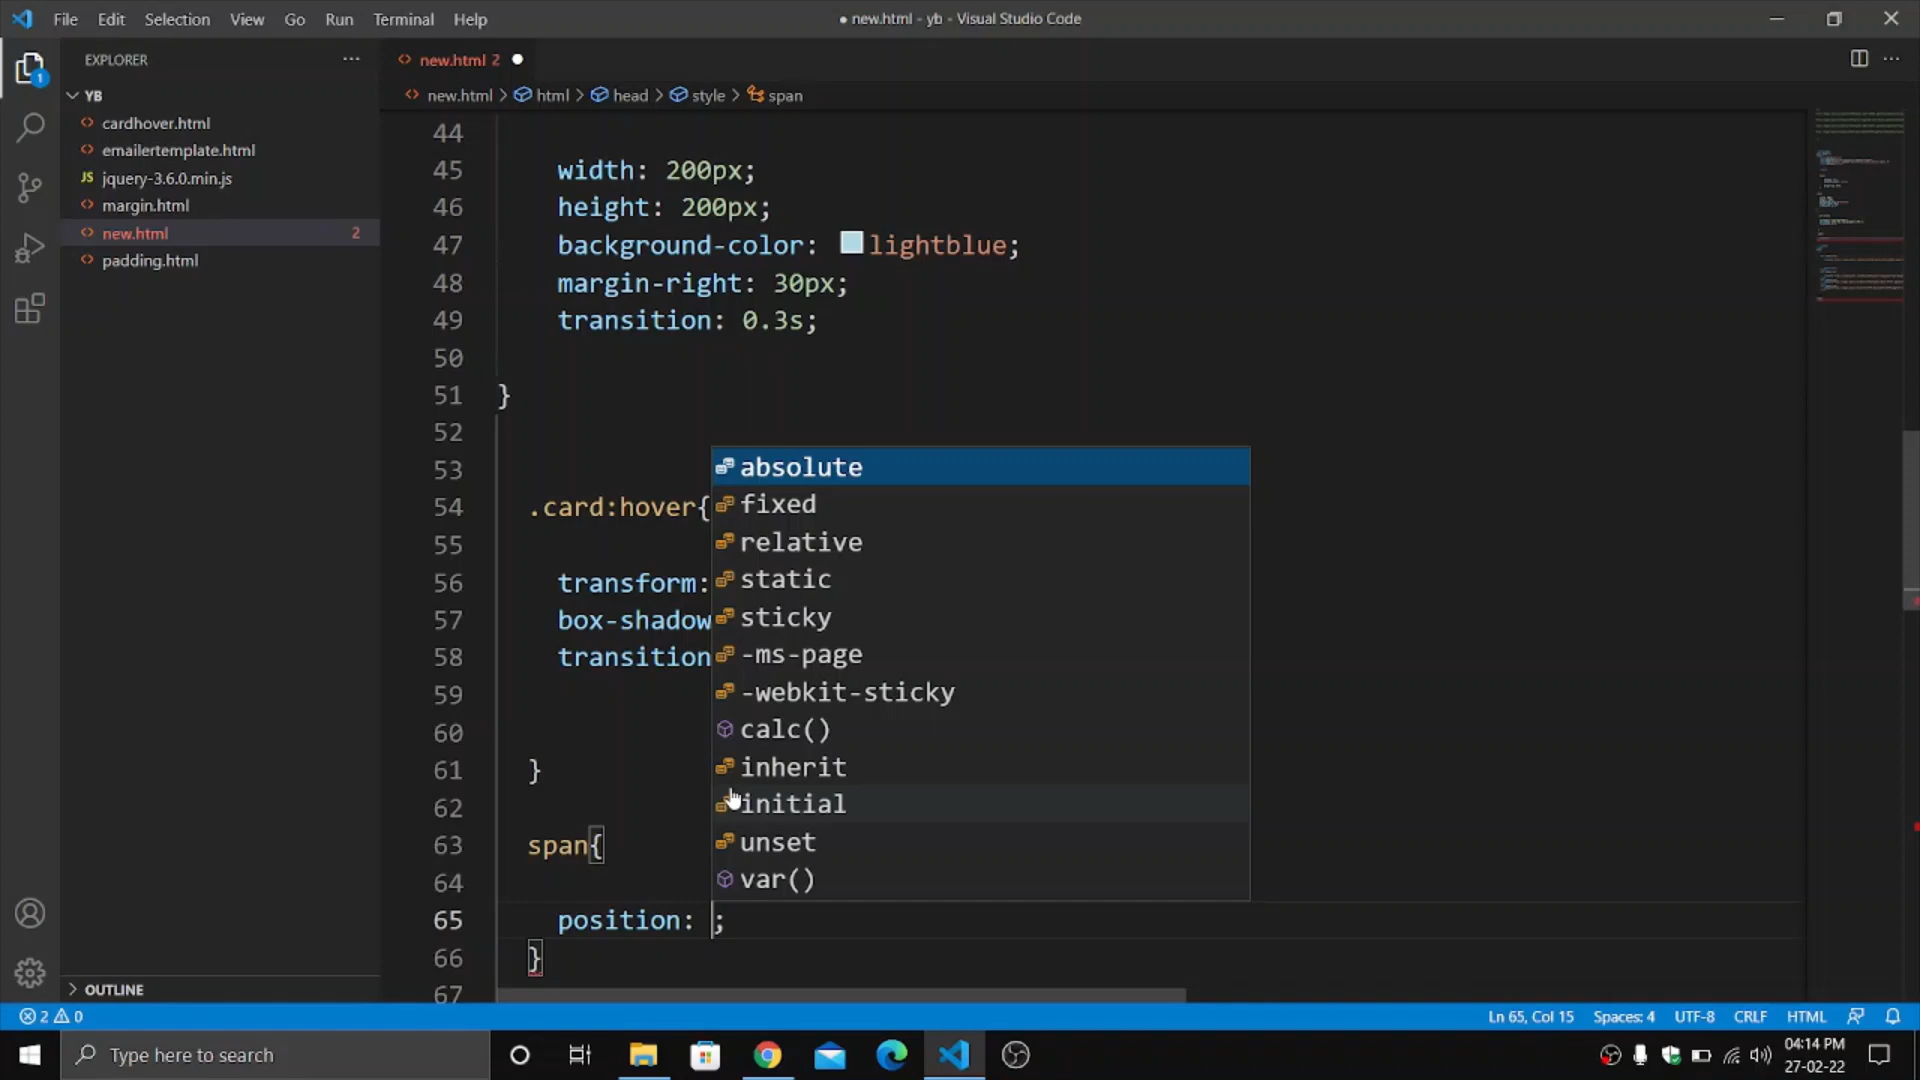 File Edit Selection View Go Run Terminal Help
● new.html - yb - Visual Studio Code
EXPLORER
new.html 2
1
YB
new.html > html > head > style > span
cardhover.html
emailertemplate.html
JS jquery-3.6.0.min.js
margin.html
new.html 2
padding.html
44
45 width: 200px;
46 height: 200px;
47 background-color: lightblue;
48 margin-right: 30px;
49 transition: 0.3s;
50
51 }
52
53
54 .card:hover{
55
56 transform:
57 box-shadow
58 transition
59
60
61 }
62
63 span{
64
65 position: ;
66 }
67
absolute
fixed
relative
static
sticky
-ms-page
-webkit-sticky
calc()
inherit
initial
unset
var()
OUTLINE
2 0
Ln 65, Col 15 Spaces: 4 UTF-8 CRLF HTML
Type here to search
04:14 PM
27-02-22